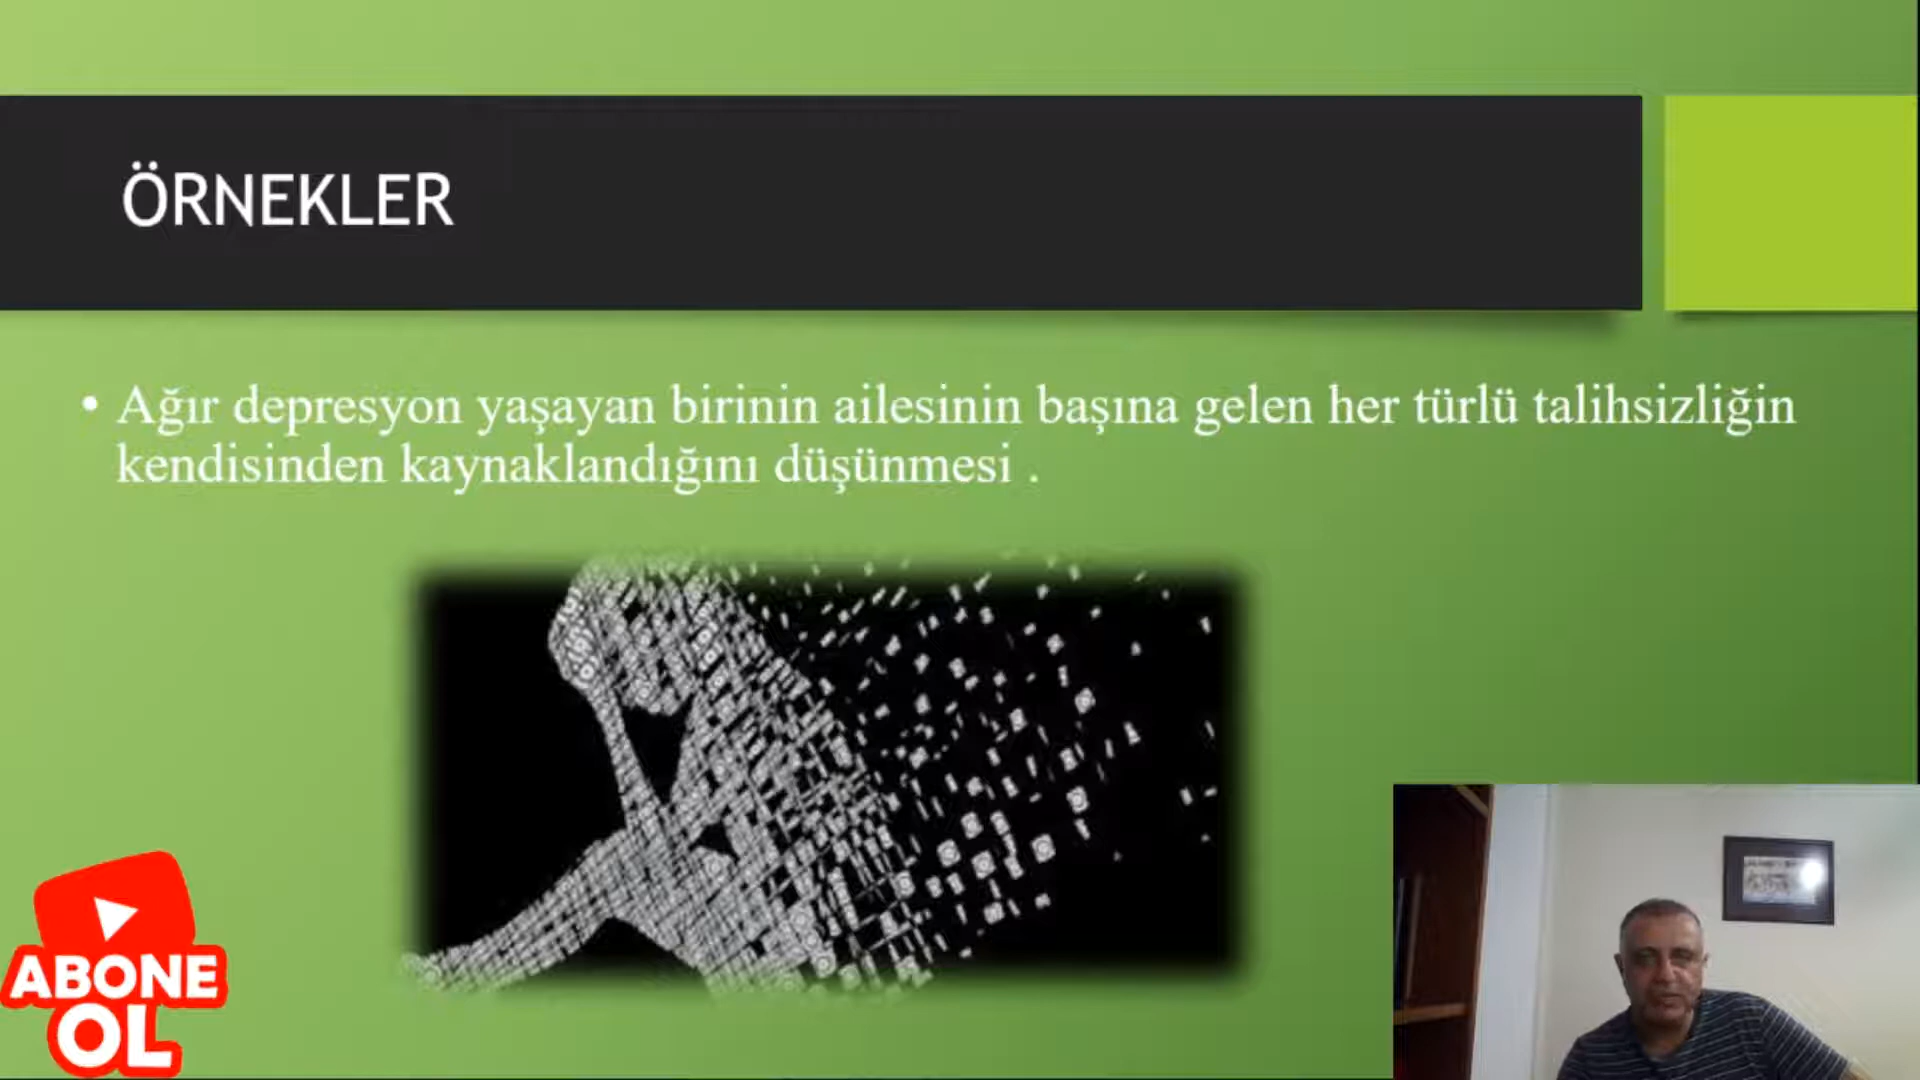 ÖRNEKLER
• Ağır depresyon yaşayan birinin ailesinin başına gelen her türlü talihsizliğin
kendisinden kaynaklandığını düşünmesi .
ABONE
OL